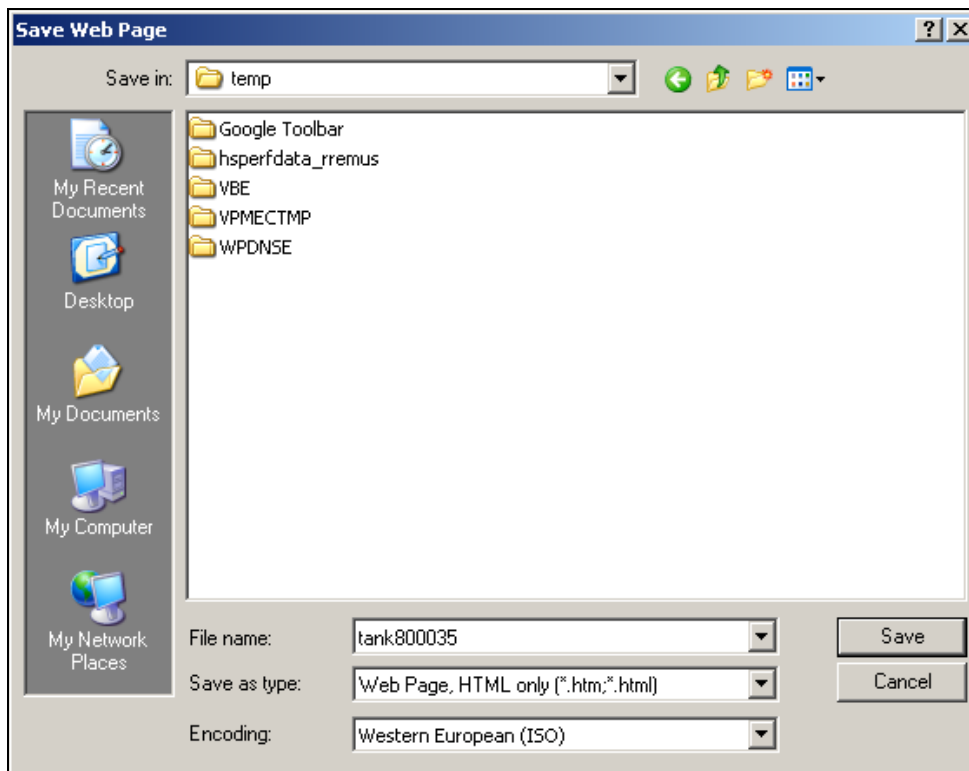 Save Web Page
Save in: temp
My Recent
Documents
Desktop
My Documents
My Computer
My Network
Places
Google Toolbar
hsperfdata_rremus
VBE
VPMECTMP
WPDNSE
File name: tank800035 Save
Save as type: Web Page, HTML only (*.htm;*.html) Cancel
Encoding: Western European (ISO)